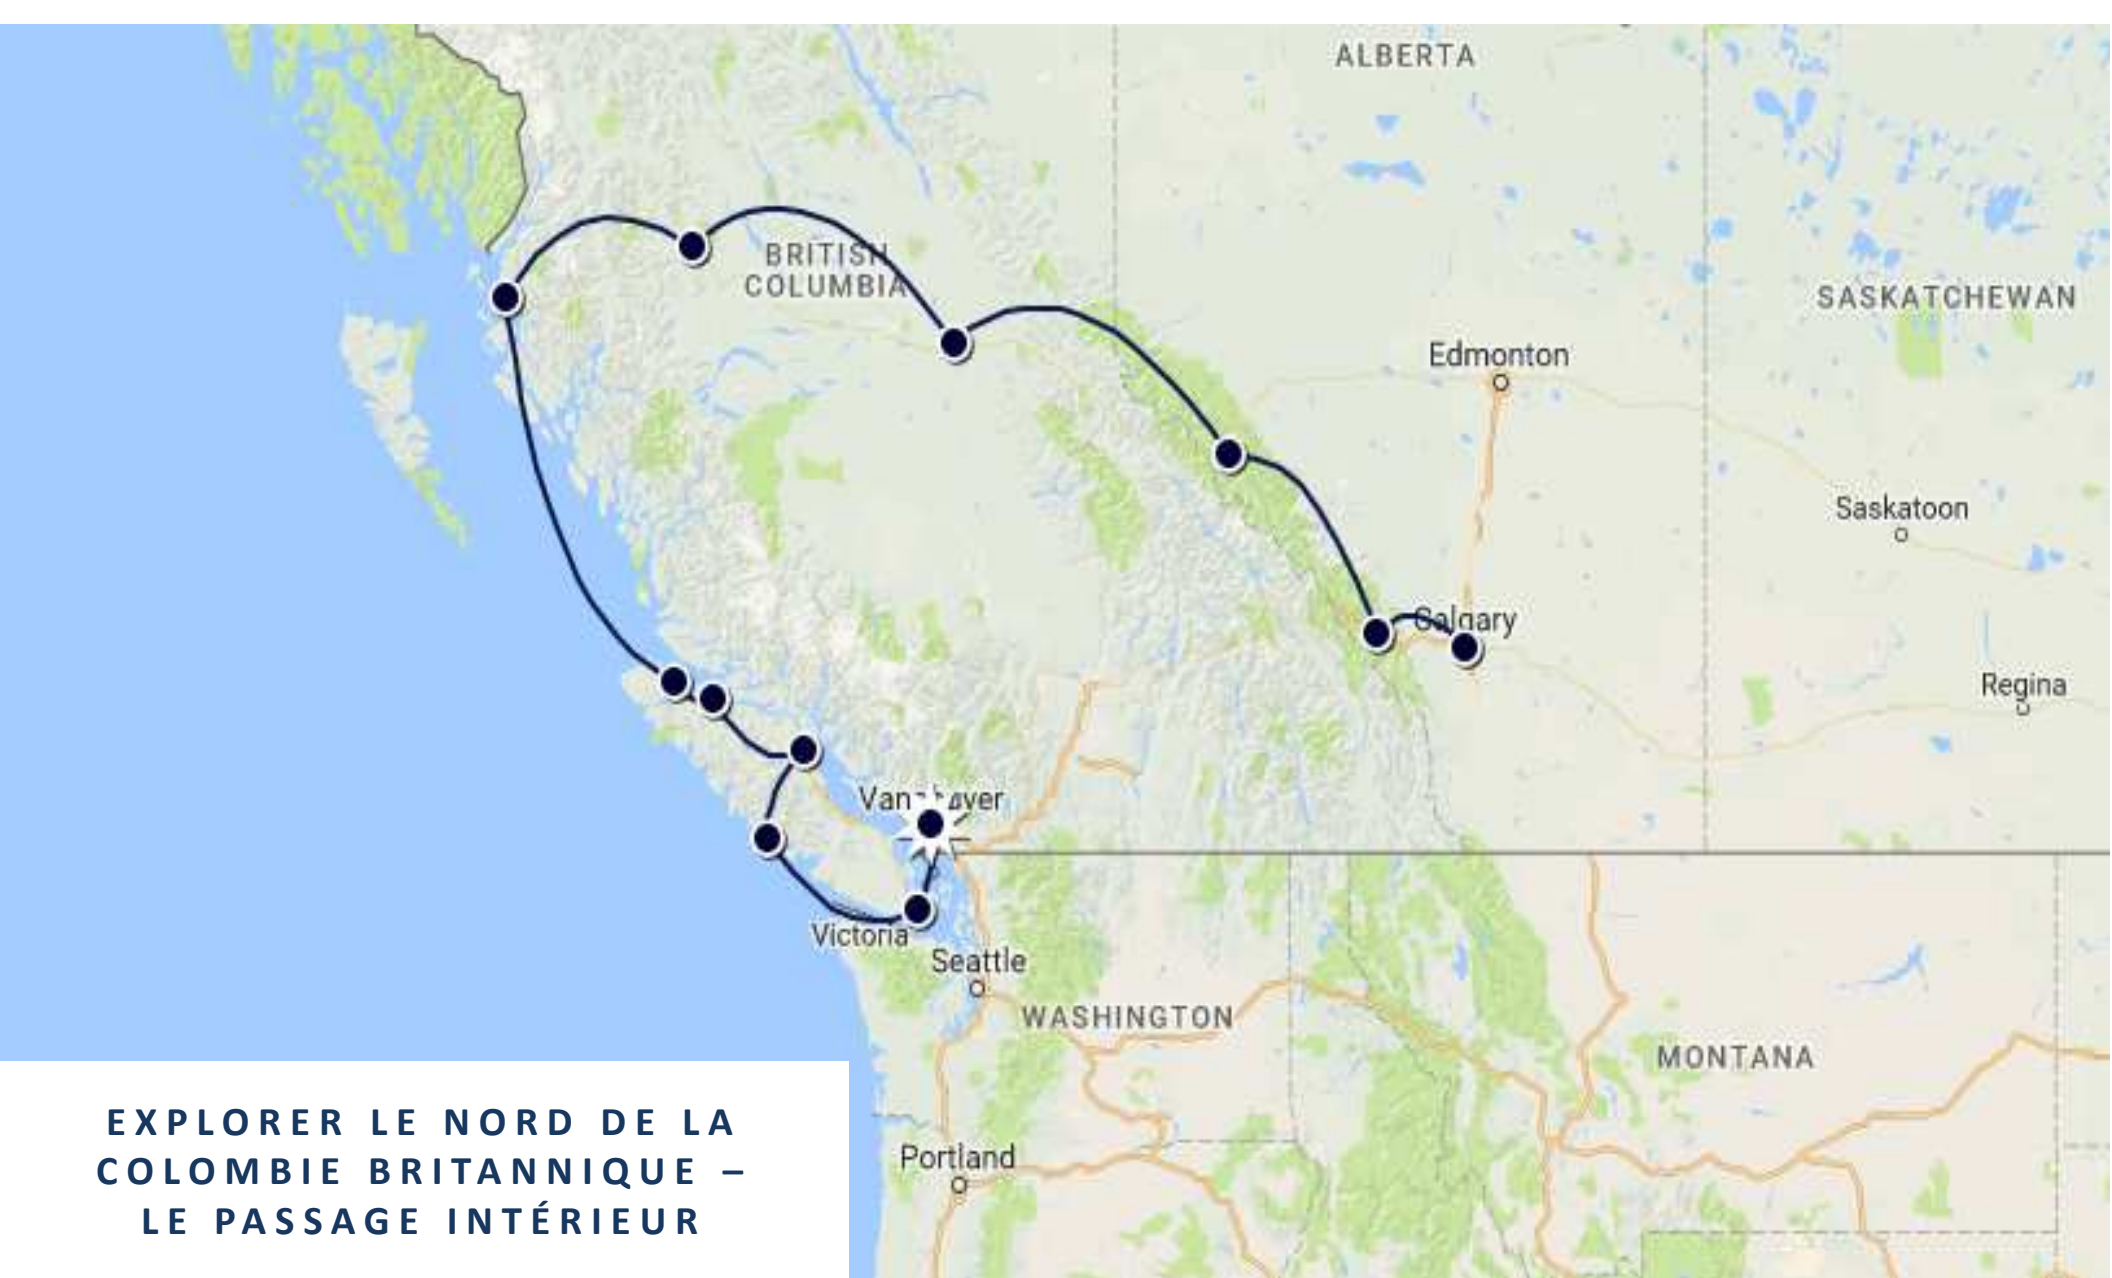 ALBERTA
BRITISH
COLUMBIA
SASKATCHEWAN
Edmonton
Saskatoon
Calgary
Regina
Vancouver
Victoria
Seattle
WASHINGTON
MONTANA
Portland
EXPLORER LE NORD DE LA
COLOMBIE BRITANNIQUE –
LE PASSAGE INTÉRIEUR